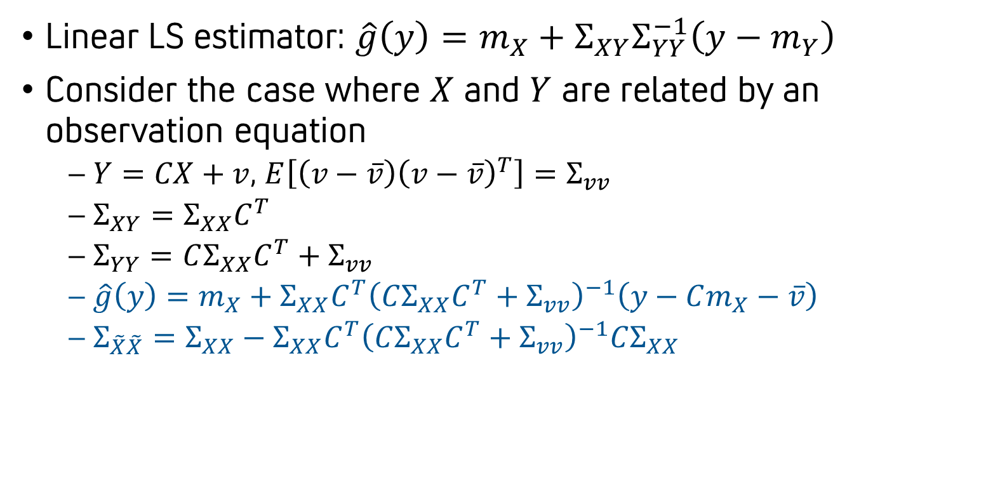 • Linear LS estimator: ĝ(y) = m_X + Σ_XY Σ_YY^{-1}(y − m_Y)
• Consider the case where X and Y are related by an
observation equation
– Y = CX + v, E[(v − v̄)(v − v̄)^T] = Σ_vv
– Σ_XY = Σ_XX C^T
– Σ_YY = CΣ_XX C^T + Σ_vv
– ĝ(y) = m_X + Σ_XX C^T(CΣ_XX C^T + Σ_vv)^{−1}(y − Cm_X − v̄)
– Σ_X̃X̃ = Σ_XX − Σ_XX C^T(CΣ_XX C^T + Σ_vv)^{−1}CΣ_XX